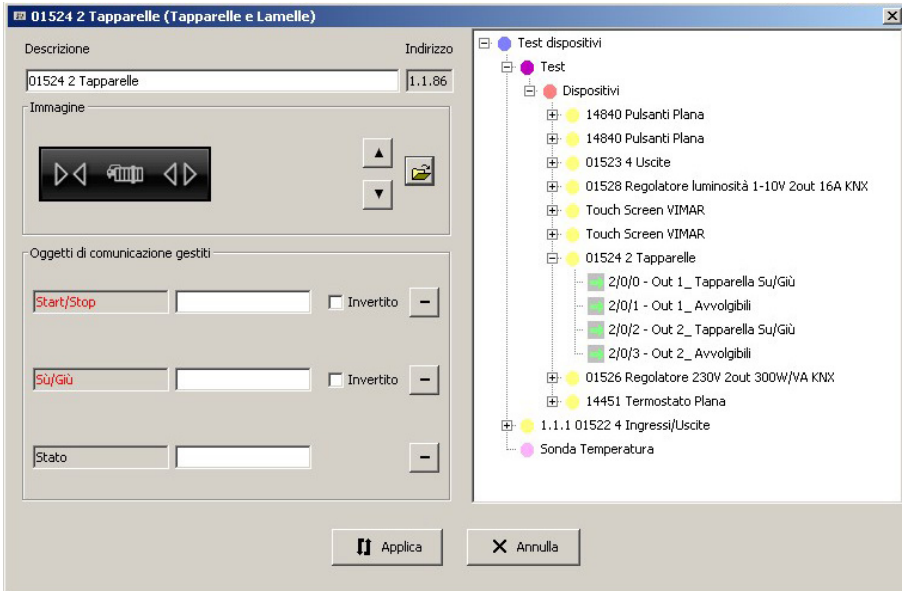 01524 2 Tapparelle (Tapparelle e Lamelle)
Descrizione
Indirizzo
01524 2 Tapparelle
1.1.86
Immagine
Oggetti di comunicazione gestiti
Start/Stop
Invertito
Sù/Giù
Invertito
Stato
Test dispositivi
Test
Dispositivi
14840 Pulsanti Plana
14840 Pulsanti Plana
01523 4 Uscite
01528 Regolatore luminosità 1-10V 2out 16A KNX
Touch Screen VIMAR
Touch Screen VIMAR
01524 2 Tapparelle
2/0/0 - Out 1_ Tapparella Su/Giù
2/0/1 - Out 1_ Avvolgibili
2/0/2 - Out 2_ Tapparella Su/Giù
2/0/3 - Out 2_ Avvolgibili
01526 Regolatore 230V 2out 300W/VA KNX
14451 Termostato Plana
1.1.1 01522 4 Ingressi/Uscite
Sonda Temperatura
Applica
Annulla